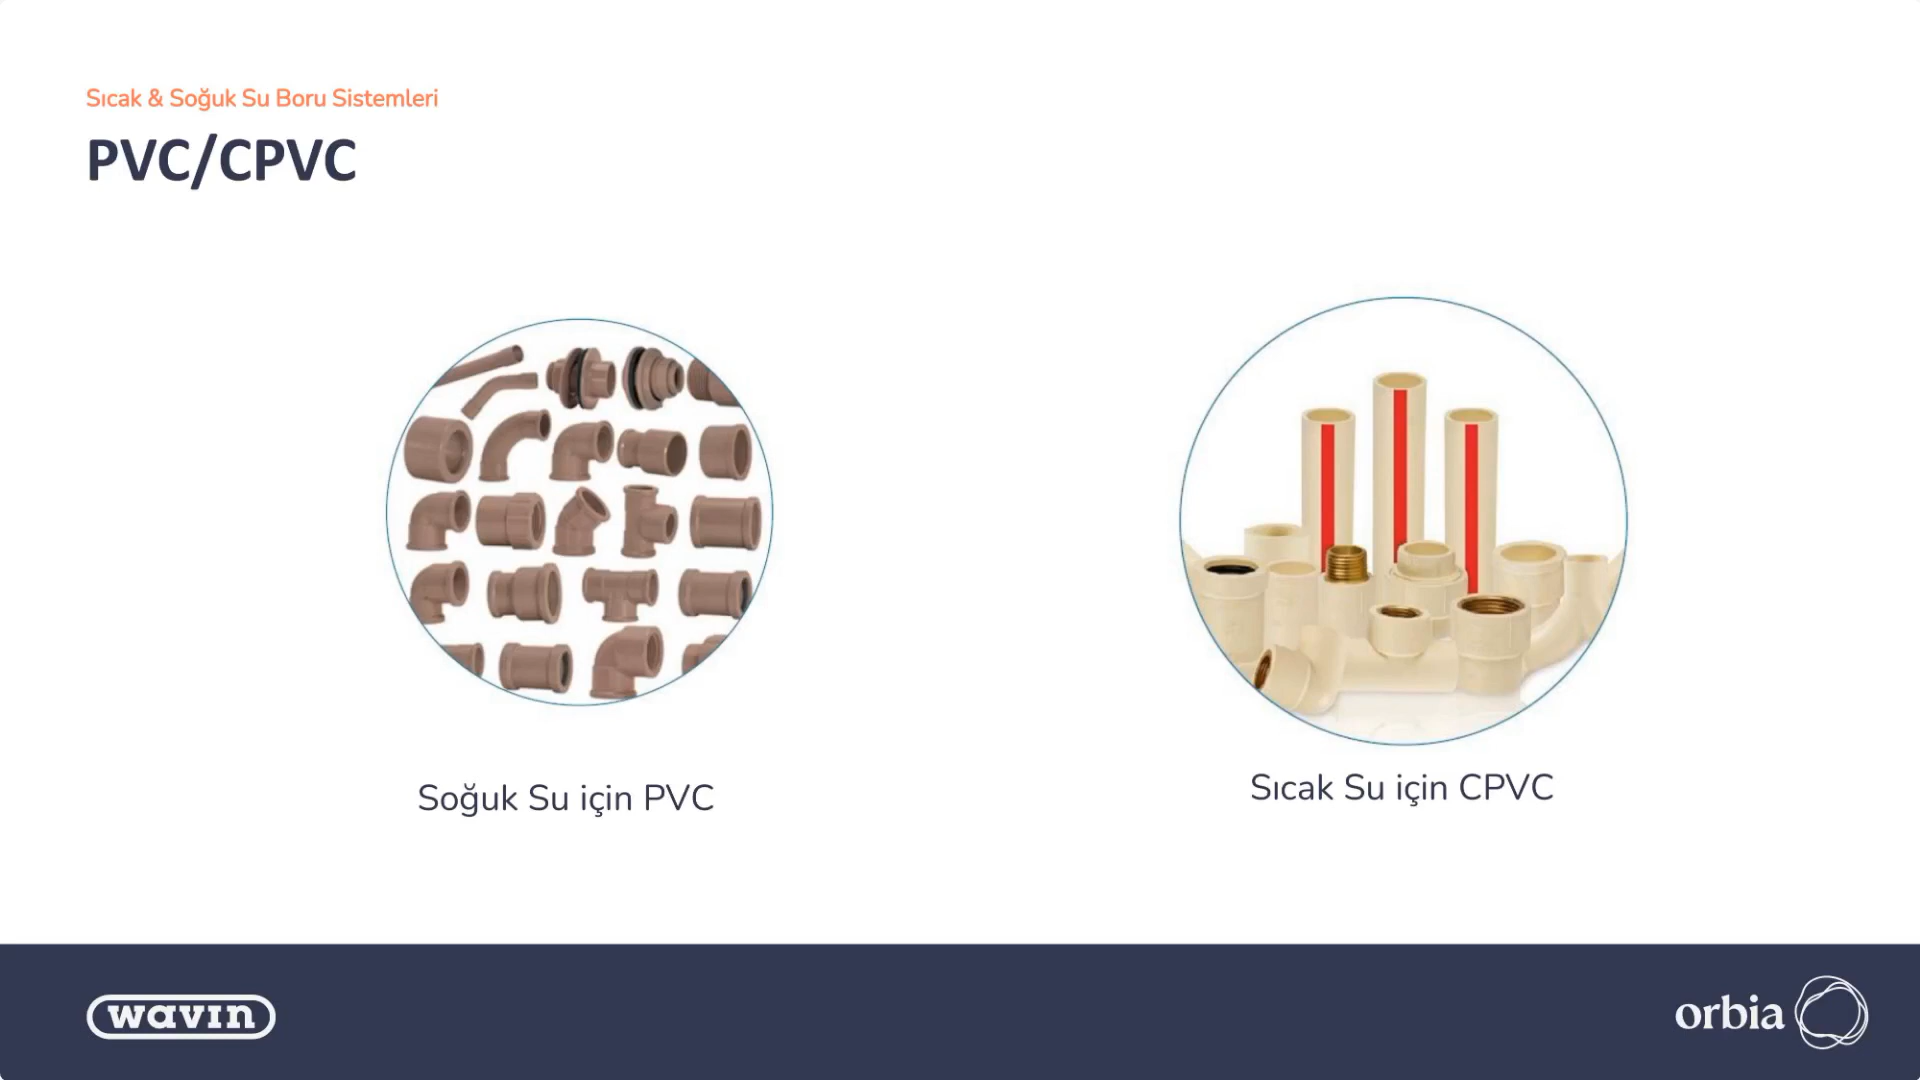 Sıcak & Soğuk Su Boru Sistemleri
PVC/CPVC
Soğuk Su için PVC
Sıcak Su için CPVC
wavin
orbia